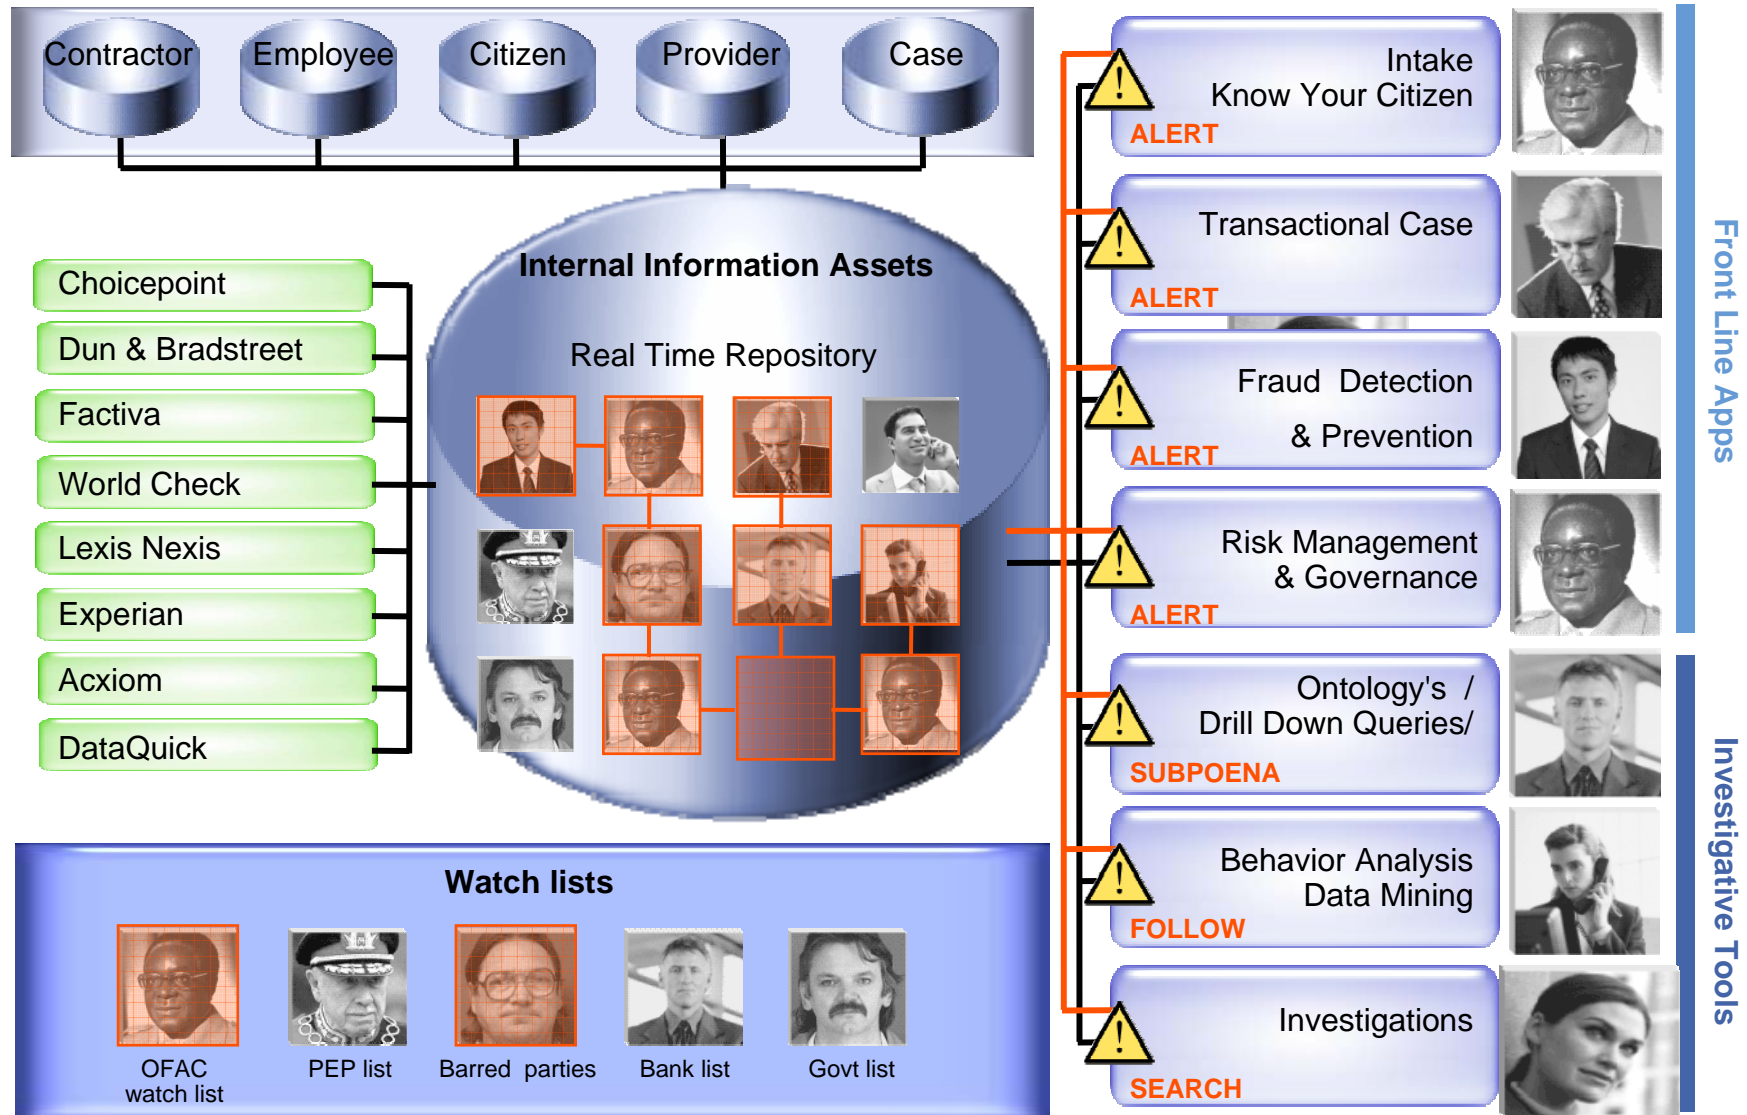 Contractor
Employee
Citizen
Provider
Case
Internal Information Assets
Real Time Repository
Choicepoint
Dun & Bradstreet
Factiva
World Check
Lexis Nexis
Experian
Acxiom
DataQuick
Watch lists
OFAC
watch list
PEP list
Barred parties
Bank list
Govt list
Intake
Know Your Citizen
ALERT
Transactional Case
ALERT
Fraud Detection
& Prevention
ALERT
Risk Management
& Governance
ALERT
Ontology's /
Drill Down Queries/
SUBPOENA
Behavior Analysis
Data Mining
FOLLOW
Investigations
SEARCH
Front Line Apps
Investigative Tools